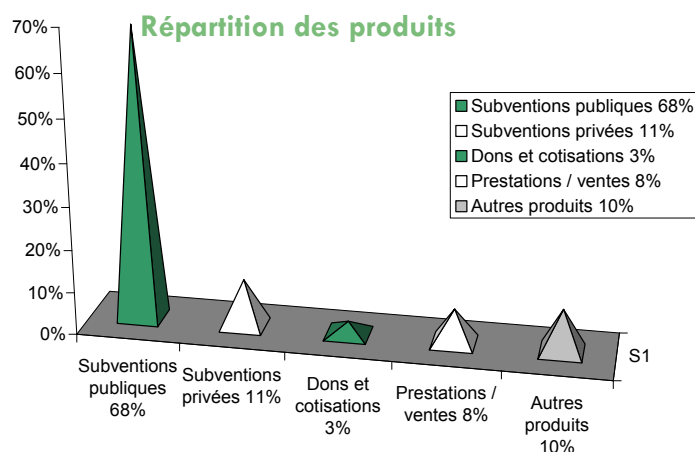 Répartition des produits
70%
60%
50%
40%
30%
20%
10%
0%
Subventions publiques 68%
Subventions privées 11%
Dons et cotisations 3%
Prestations / ventes 8%
Autres produits 10%
S1
Subventions
publiques
68%
Subventions
privées 11%
Dons et
cotisations
3%
Prestations /
ventes 8%
Autres
produits
10%